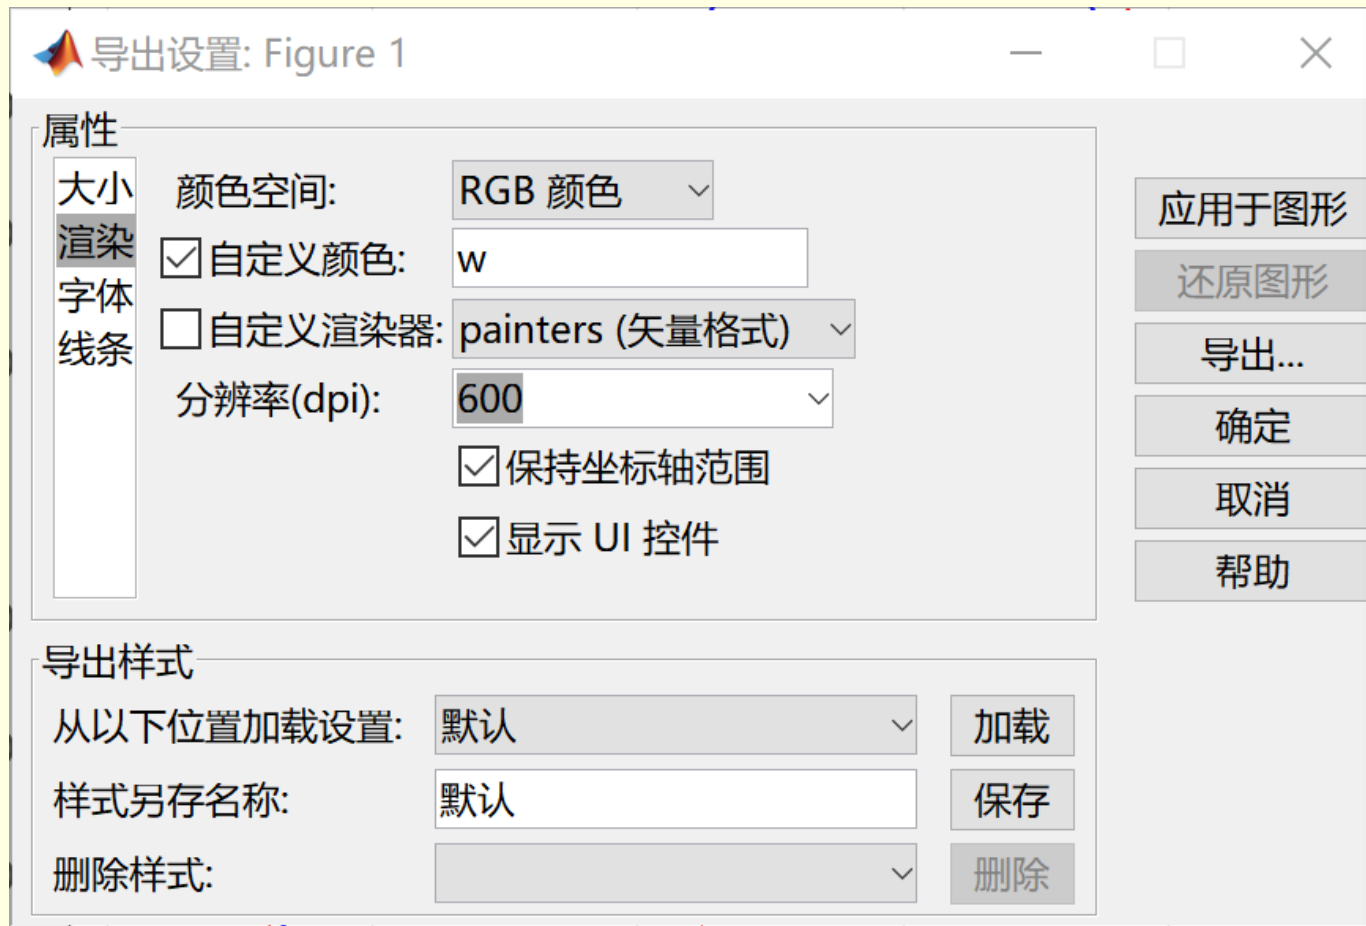 导出设置: Figure 1
属性
大小
渲染
字体
线条
颜色空间: RGB 颜色
自定义颜色: w
自定义渲染器: painters (矢量格式)
分辨率(dpi): 600
保持坐标轴范围
显示 UI 控件
应用于图形
还原图形
导出...
确定
取消
帮助
导出样式
从以下位置加载设置: 默认 加载
样式另存名称: 默认 保存
删除样式: 删除